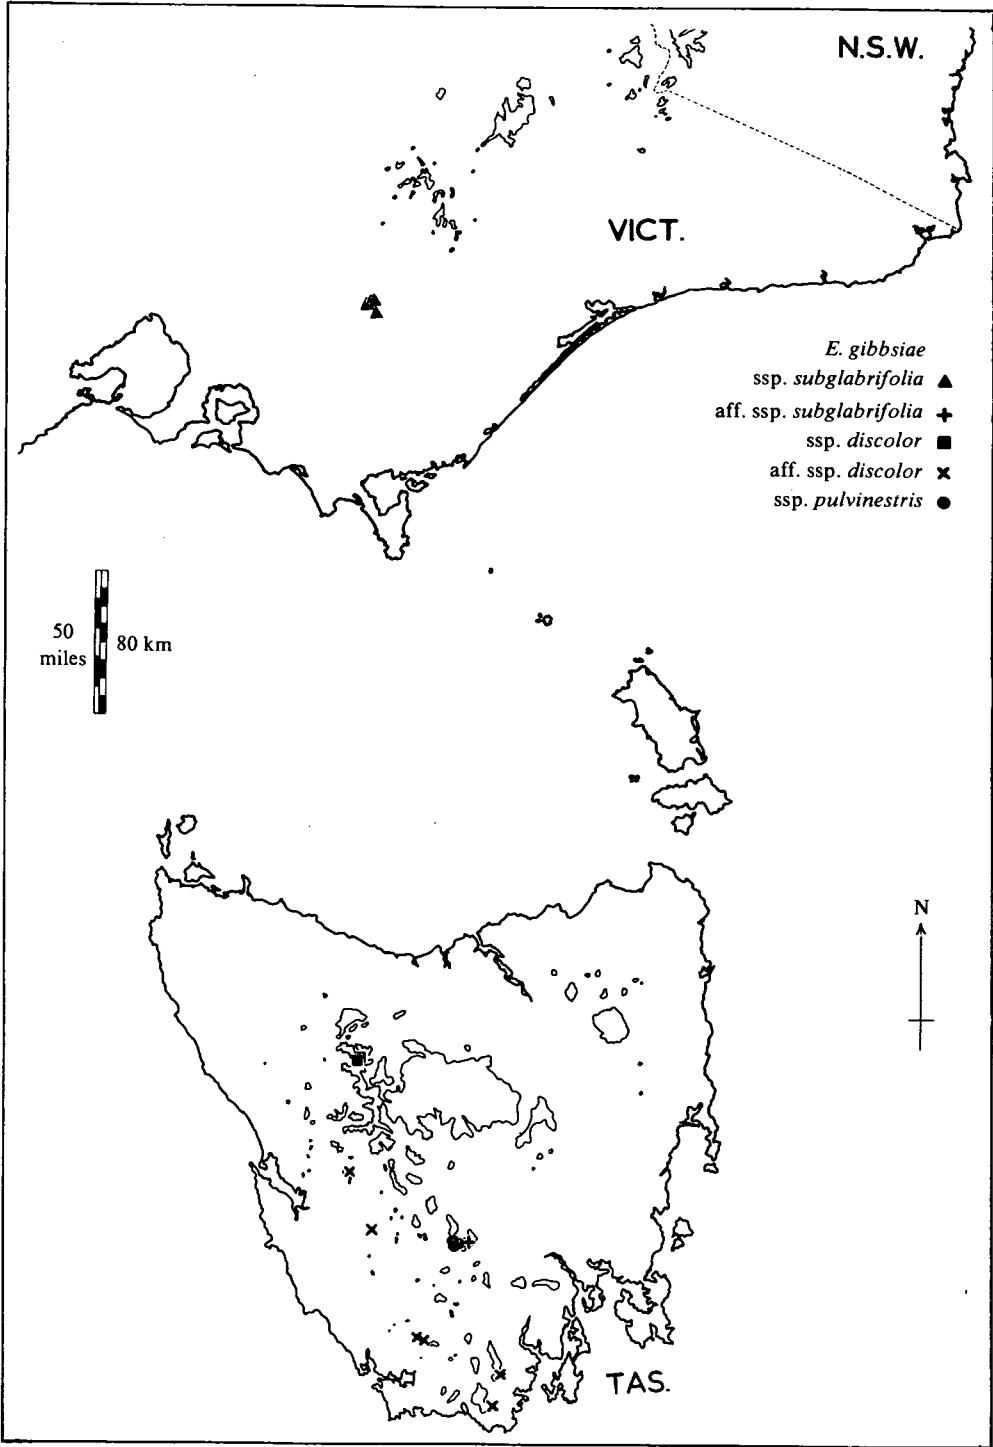 N.S.W.
VICT.
E. gibbsiae
ssp. subglabrifolia ▲
aff. ssp. subglabrifolia +
ssp. discolor ■
aff. ssp. discolor ×
ssp. pulvinestris ●
50 miles
80 km
N
TAS.